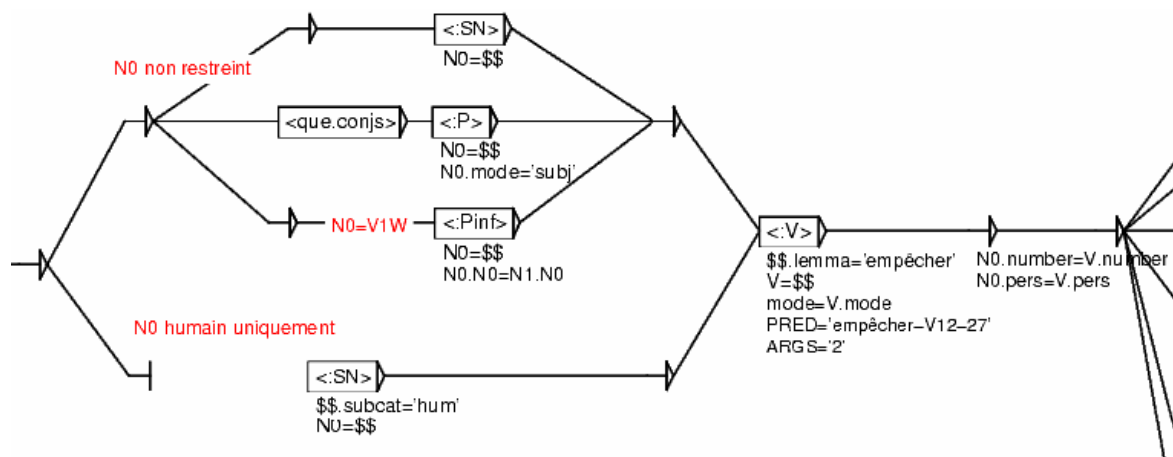 <:SN>
N0=$$
N0 non restreint
<que.conjs>
<:P>
N0=$$
N0.mode='subj'
N0=V1W
<:Pinf>
N0=$$
N0.N0=N1.N0
<:V>
$$.lemma='empêcher'
V=$$
mode=V.mode
PRED='empêcher–V12–27'
ARGS='2'
N0.number=V.number
N0.pers=V.pers
N0 humain uniquement
<:SN>
$$.subcat='hum'
N0=$$